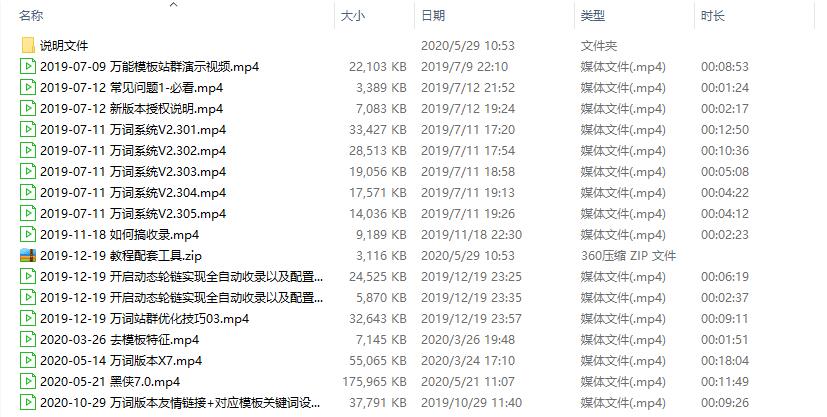 名称 大小 日期 类型 时长
说明文件 2020/5/29 10:53 文件夹
2019-07-09 万能模板站群演示视频.mp4 22,103 KB 2019/7/9 22:10 媒体文件(.mp4) 00:08:53
2019-07-12 常见问题1-必看.mp4 3,389 KB 2019/7/12 21:52 媒体文件(.mp4) 00:01:24
2019-07-12 新版本授权说明.mp4 7,083 KB 2019/7/12 19:24 媒体文件(.mp4) 00:02:17
2019-07-11 万词系统V2.301.mp4 33,427 KB 2019/7/11 17:20 媒体文件(.mp4) 00:12:50
2019-07-11 万词系统V2.302.mp4 28,513 KB 2019/7/11 17:54 媒体文件(.mp4) 00:10:36
2019-07-11 万词系统V2.303.mp4 19,056 KB 2019/7/11 18:58 媒体文件(.mp4) 00:05:08
2019-07-11 万词系统V2.304.mp4 17,571 KB 2019/7/11 19:13 媒体文件(.mp4) 00:04:22
2019-07-11 万词系统V2.305.mp4 14,036 KB 2019/7/11 19:26 媒体文件(.mp4) 00:04:12
2019-11-18 如何搞收录.mp4 9,189 KB 2019/11/18 22:30 媒体文件(.mp4) 00:02:23
2019-12-19 教程配套工具.zip 3,116 KB 2020/5/29 10:53 360压缩 ZIP 文件
2019-12-19 开启动态轮链实现全自动收录以及配置... 24,525 KB 2019/12/19 23:25 媒体文件(.mp4) 00:06:19
2019-12-19 开启动态轮链实现全自动收录以及配置... 5,870 KB 2019/12/19 23:35 媒体文件(.mp4) 00:02:37
2019-12-19 万词站群优化技巧03.mp4 32,643 KB 2019/12/19 23:57 媒体文件(.mp4) 00:09:11
2020-03-26 去模板特征.mp4 7,145 KB 2020/3/26 19:48 媒体文件(.mp4) 00:01:51
2020-05-14 万词版本X7.mp4 55,065 KB 2020/3/24 17:10 媒体文件(.mp4) 00:18:04
2020-05-21 黑侠7.0.mp4 175,965 KB 2020/5/21 11:07 媒体文件(.mp4) 00:11:49
2020-10-29 万词版本友情链接+对应模板关键词设... 37,791 KB 2019/10/29 11:40 媒体文件(.mp4) 00:09:26